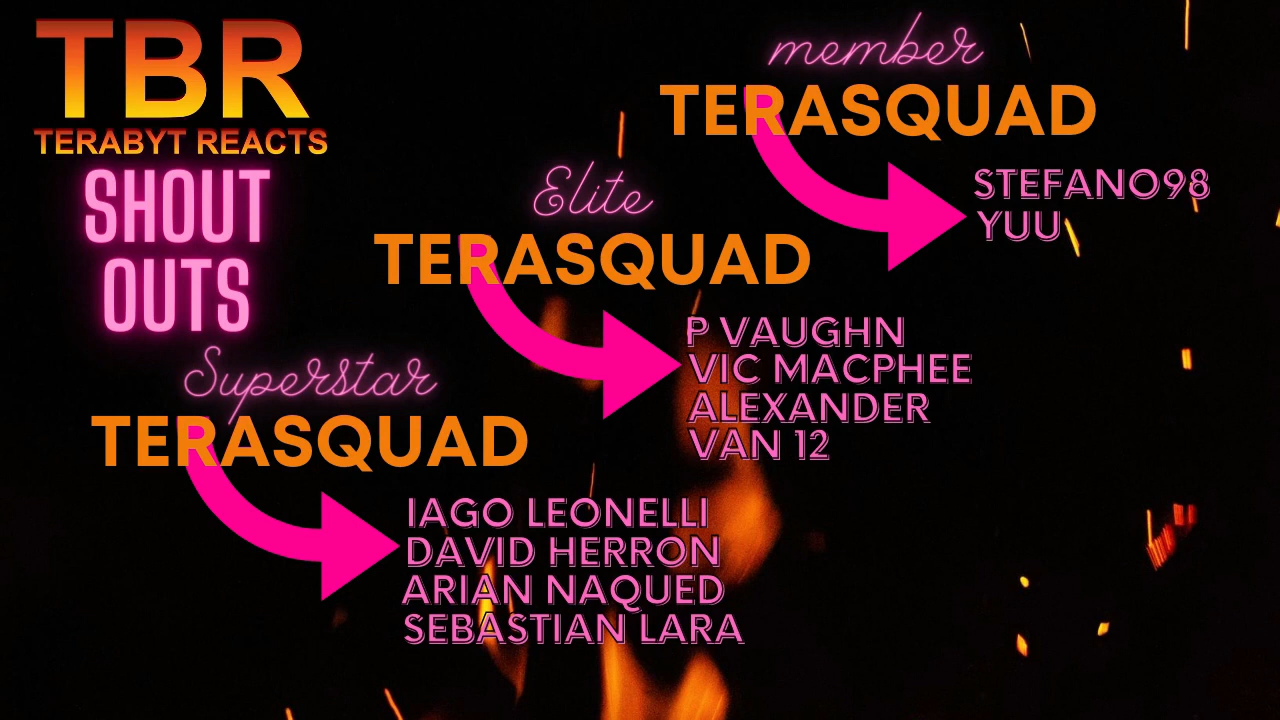 TBR
TERABYT REACTS
SHOUT
OUTS
member
TERASQUAD
STEFANO98
YUU
Elite
TERASQUAD
P VAUGHN
VIC MACPHEE
ALEXANDER
VAN 12
Superstar
TERASQUAD
IAGO LEONELLI
DAVID HERRON
ARIAN NAQUED
SEBASTIAN LARA